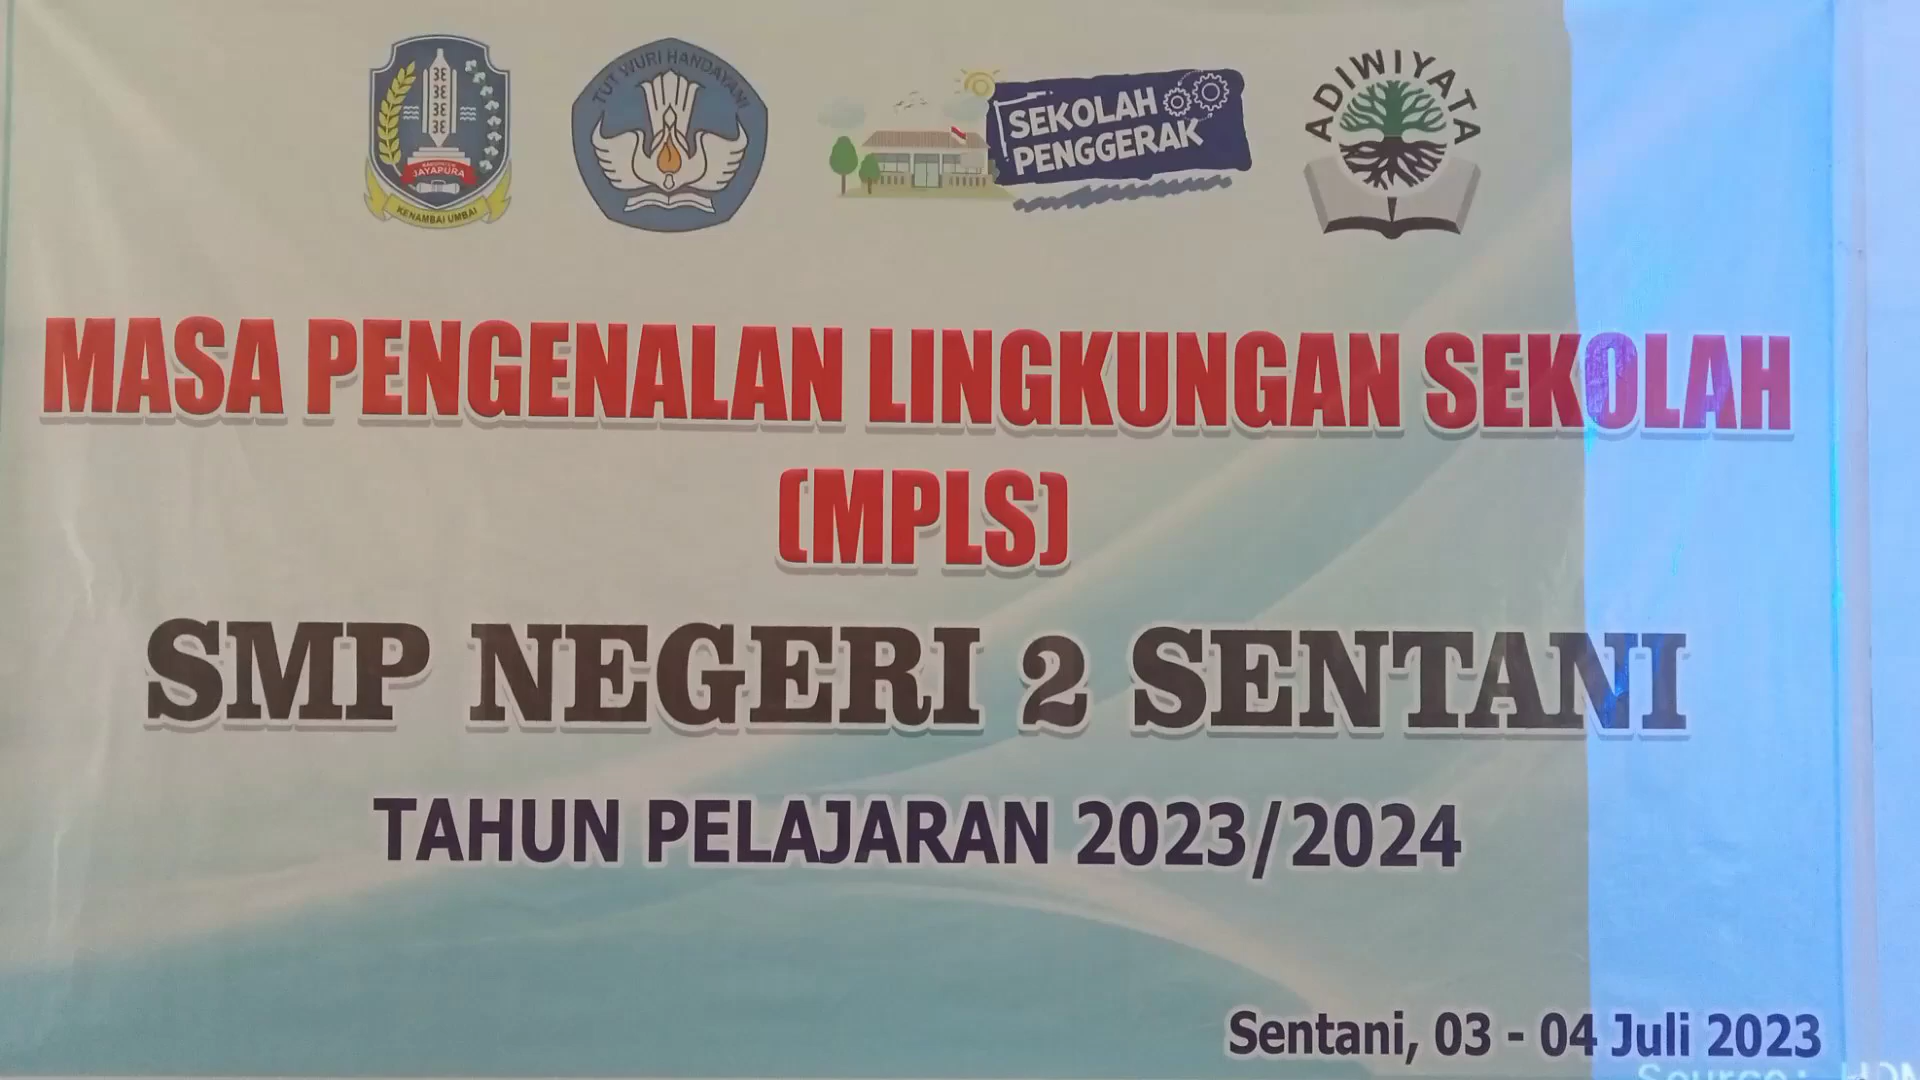 KABUPATEN
JAYAPURA
KENAMBAI UMBAI
TUT WURI HANDAYANI
SEKOLAH
PENGGERAK
ADIWIYATA
MASA PENGENALAN LINGKUNGAN SEKOLAH
(MPLS)
SMP NEGERI 2 SENTANI
TAHUN PELAJARAN 2023/2024
Sentani, 03 - 04 Juli 2023